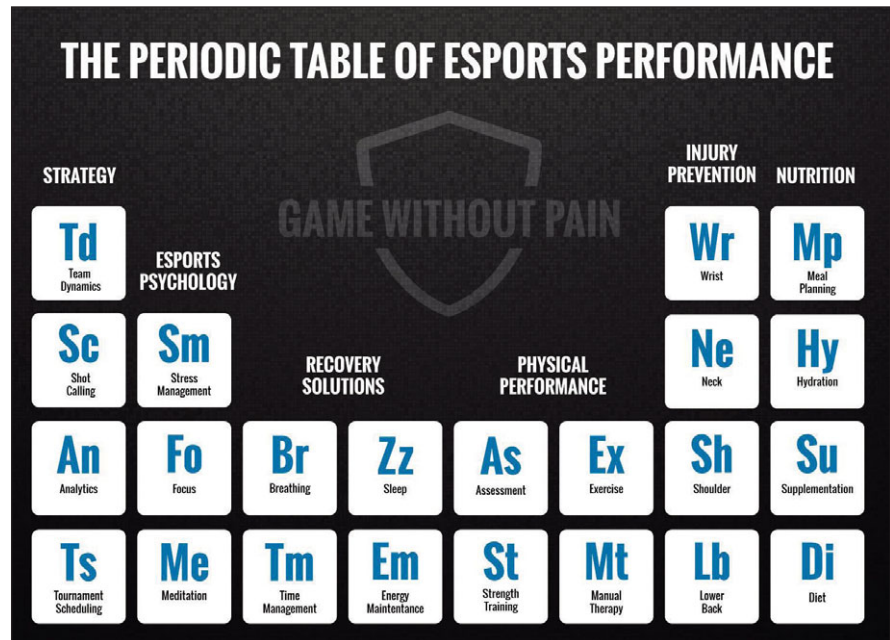 THE PERIODIC TABLE OF ESPORTS PERFORMANCE
GAME WITHOUT PAIN
STRATEGY
INJURY
PREVENTION
NUTRITION
Td
Team
Dynamics
ESPORTS
PSYCHOLOGY
Wr
Wrist
Mp
Meal
Planning
Sc
Shot
Calling
Sm
Stress
Management
RECOVERY
SOLUTIONS
PHYSICAL
PERFORMANCE
Ne
Neck
Hy
Hydration
An
Analytics
Fo
Focus
Br
Breathing
Zz
Sleep
As
Assessment
Ex
Exercise
Sh
Shoulder
Su
Supplementation
Ts
Tournament
Scheduling
Me
Meditation
Tm
Time
Management
Em
Energy
Maintentance
St
Strength
Training
Mt
Manual
Therapy
Lb
Lower
Back
Di
Diet